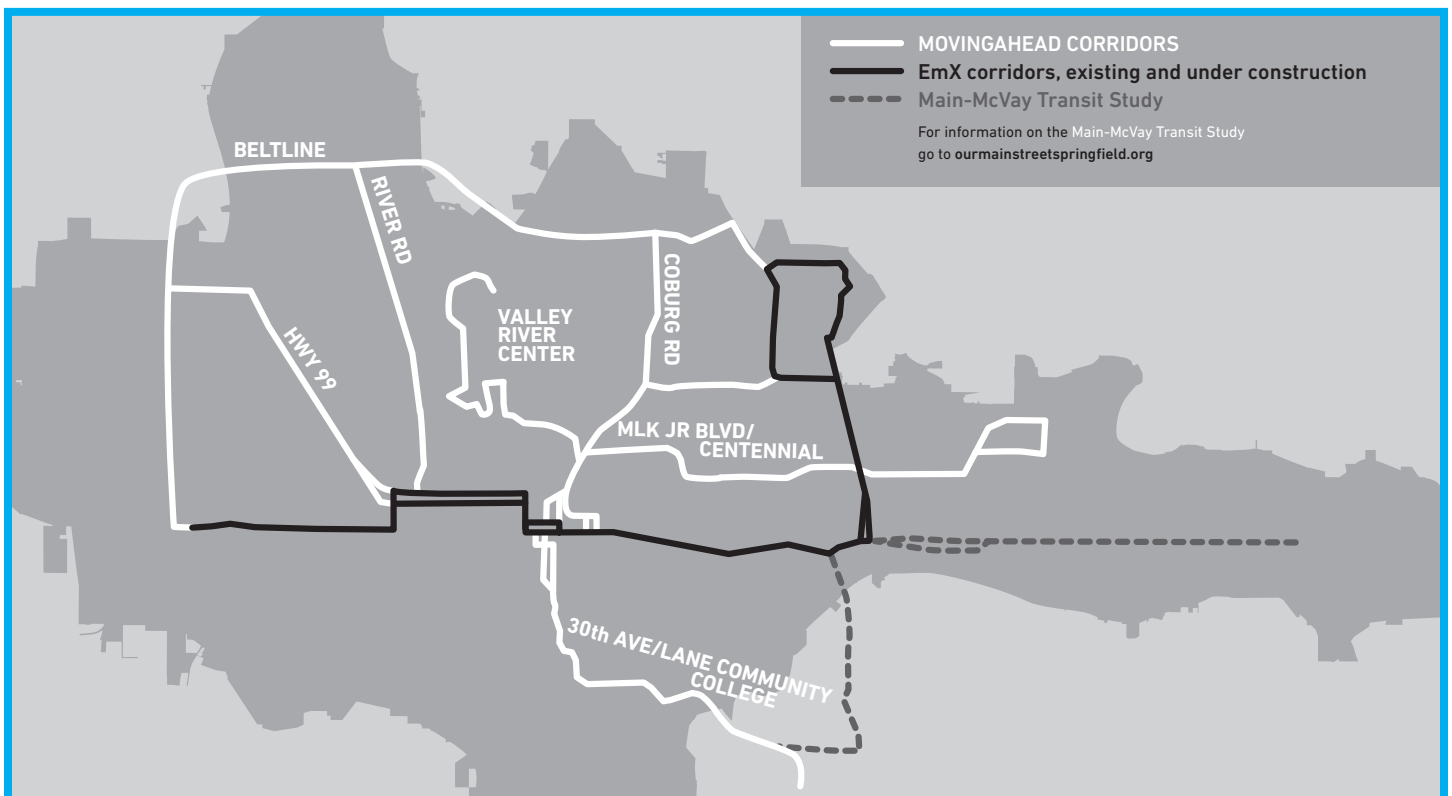 MOVINGAHEAD CORRIDORS
EmX corridors, existing and under construction
Main-McVay Transit Study
For information on the Main-McVay Transit Study
go to ourmainstreetspringfield.org
BELTLINE
RIVER RD
COBURG RD
VALLEY
RIVER
CENTER
HWY 99
MLK JR BLVD/
CENTENNIAL
30th AVE/LANE COMMUNITY
COLLEGE